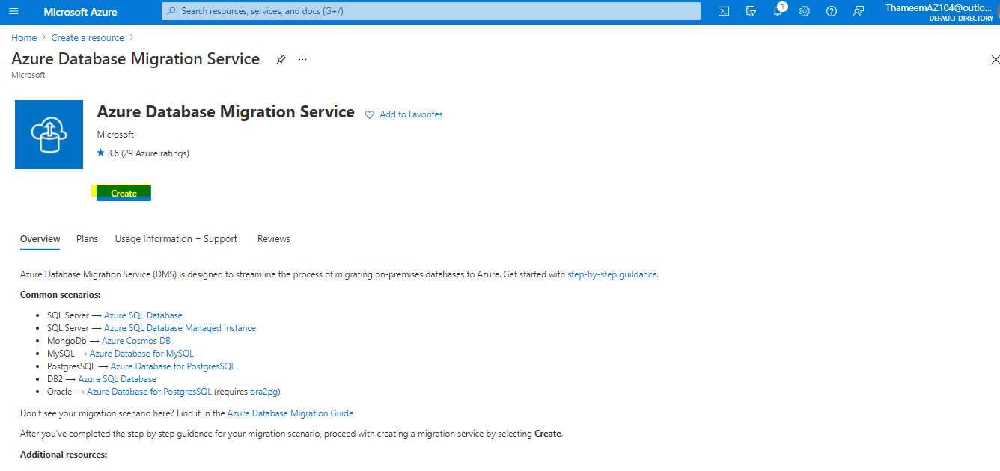 Microsoft Azure
Search resources, services, and docs (G+/)
1
ThameemAZ104@outlo...
DEFAULT DIRECTORY
Home > Create a resource >
Azure Database Migration Service
...
Microsoft
Azure Database Migration Service
Add to Favorites
Microsoft
★ 3.6 (29 Azure ratings)
Create
Overview Plans Usage Information + Support Reviews
Azure Database Migration Service (DMS) is designed to streamline the process of migrating on-premises databases to Azure. Get started with step-by-step guildance.
Common scenarios:
• SQL Server ⟶ Azure SQL Database
• SQL Server ⟶ Azure SQL Database Managed Instance
• MongoDb ⟶ Azure Cosmos DB
• MySQL ⟶ Azure Database for MySQL
• PostgresSQL ⟶ Azure Database for PostgresSQL
• DB2 ⟶ Azure SQL Database
• Oracle ⟶ Azure Database for PostgresSQL (requires ora2pg)
Don't see your migration scenario here? Find it in the Azure Database Migration Guide
After you've completed the step by step guidance for your migration scenario, proceed with creating a migration service by selecting Create.
Additional resources: